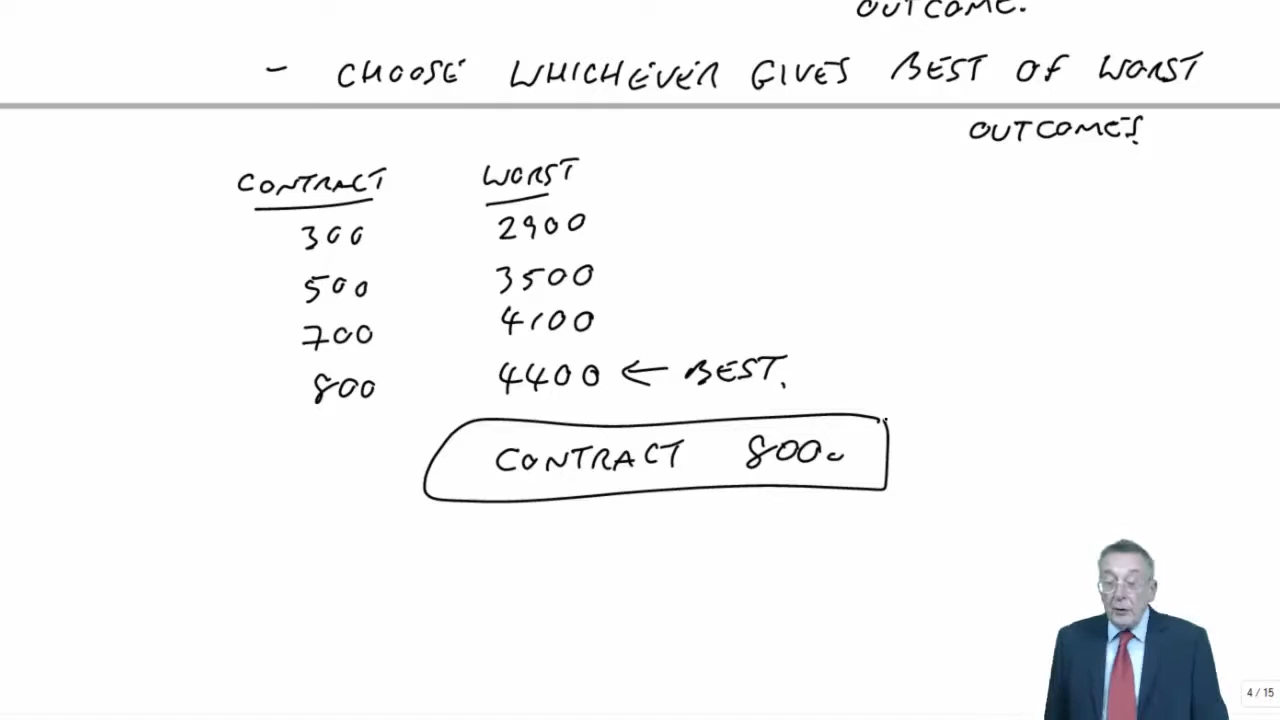 OUTCOME.
- CHOOSE WHICHEVER GIVES BEST OF WORST
OUTCOMES.
CONTRACT WORST
300 2900
500 3500
700 4100
800 4400 ← BEST.
CONTRACT 800.
4 / 15